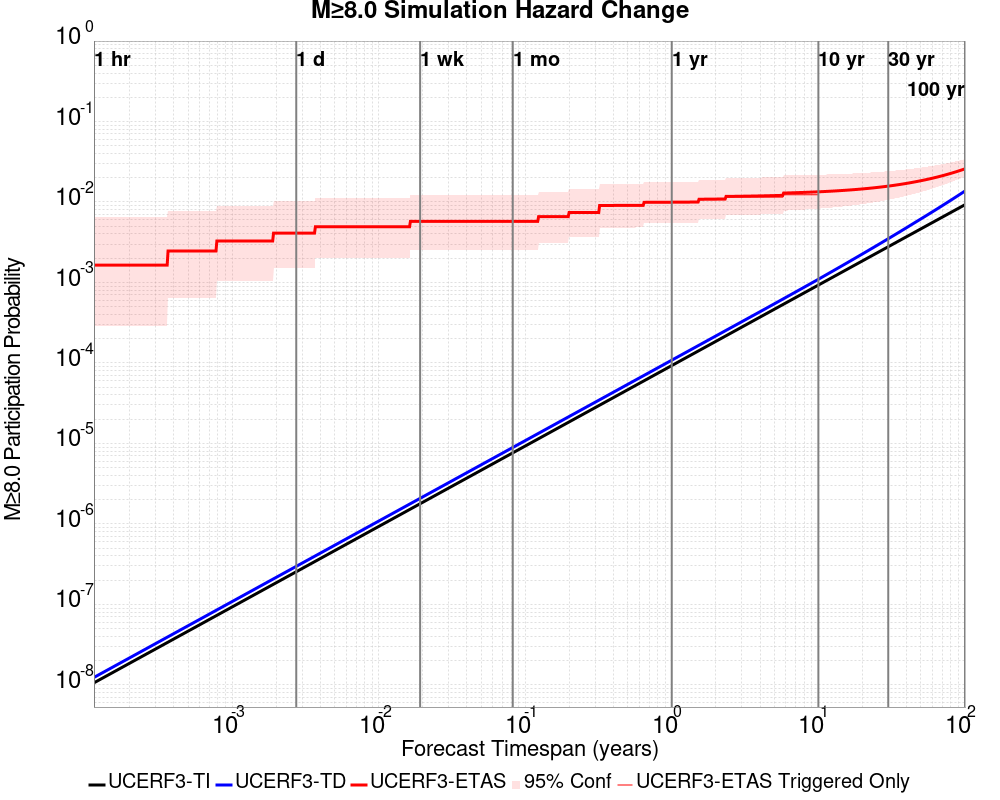 M≥8.0 Simulation Hazard Change
1 hr 1 d 1 wk 1 mo 1 yr 10 yr 30 yr
100 yr
10^0
10^-1
10^-2
10^-3
10^-4
10^-5
10^-6
10^-7
10^-8
M≥8.0 Participation Probability
10^-3 10^-2 10^-1 10^0 10^1 10^2
Forecast Timespan (years)
UCERF3-TI UCERF3-TD UCERF3-ETAS 95% Conf UCERF3-ETAS Triggered Only